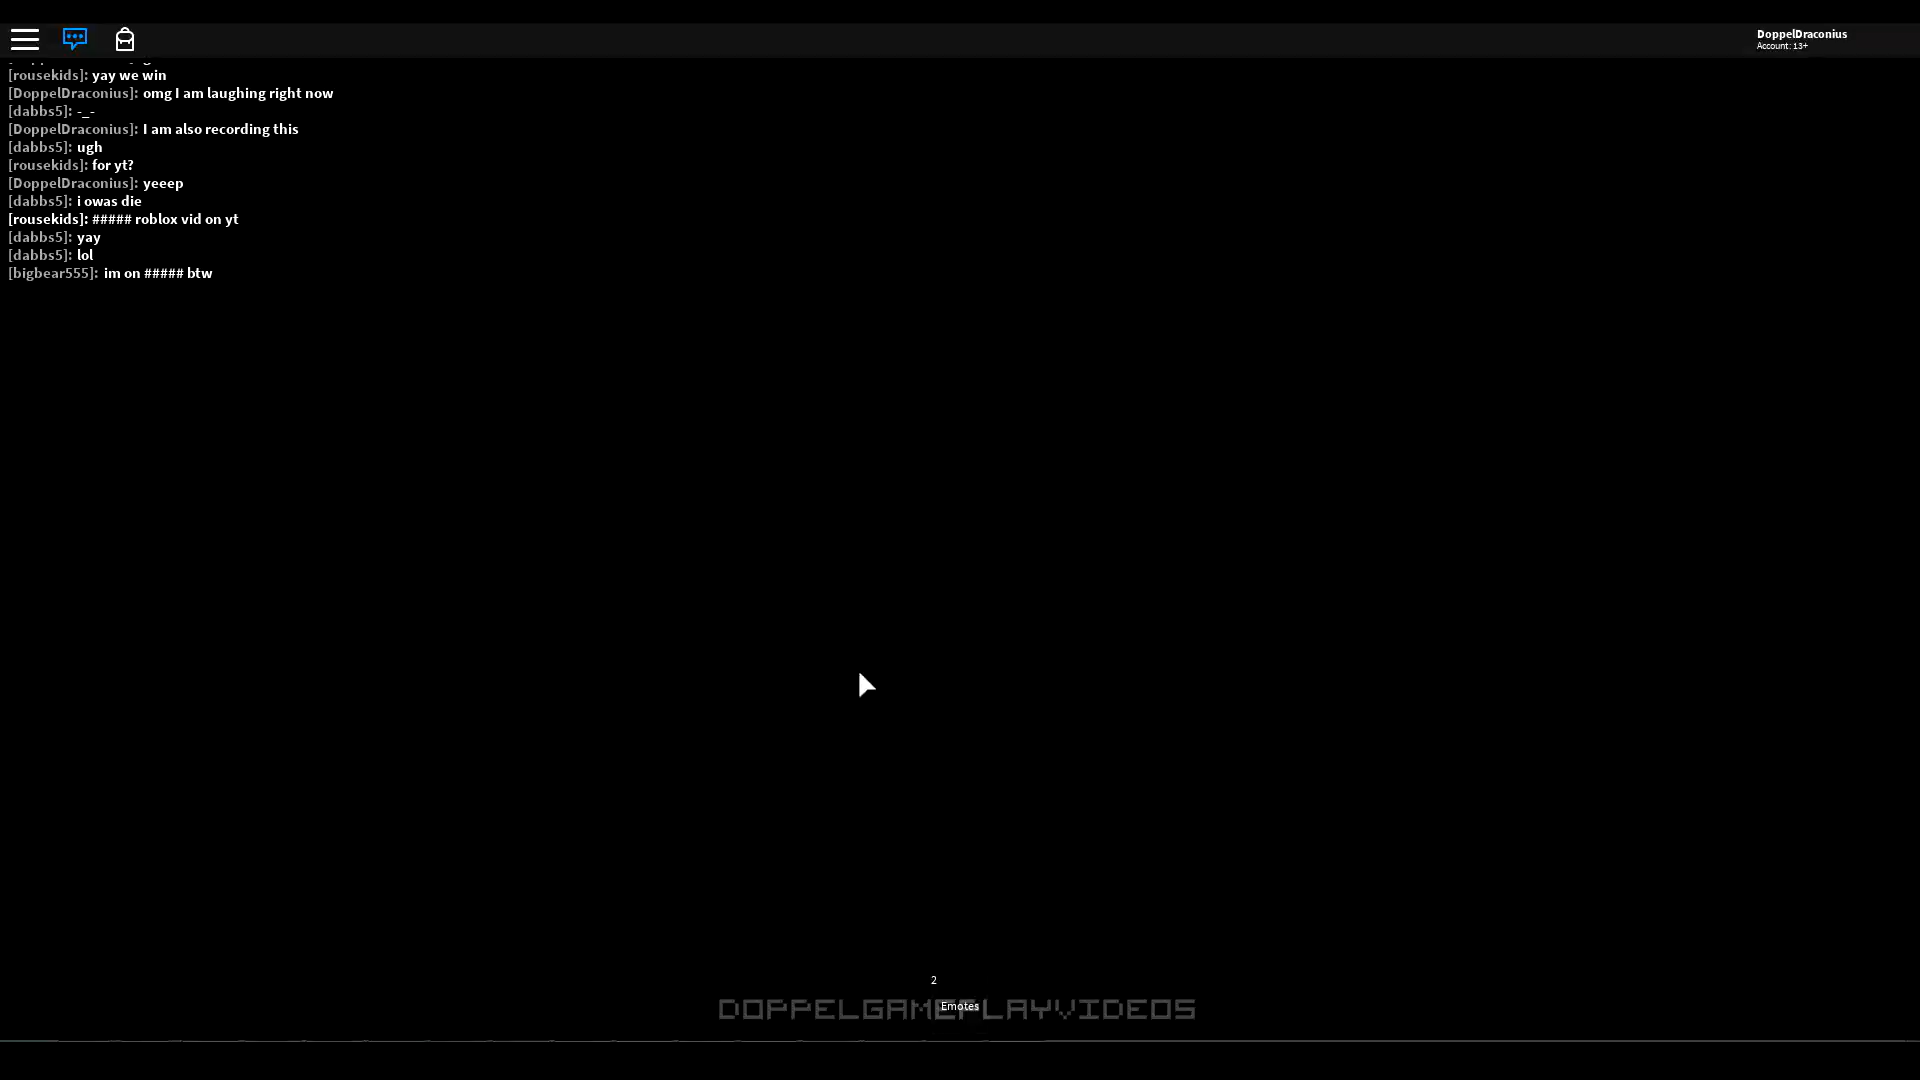 DoppelDraconius
Account: 13+
[rousekids]: yay we win
[DoppelDraconius]: omg I am laughing right now
[dabbs5]: -_-
[DoppelDraconius]: I am also recording this
[dabbs5]: ugh
[rousekids]: for yt?
[DoppelDraconius]: yeeep
[dabbs5]: i owas die
[rousekids]: ##### roblox vid on yt
[dabbs5]: yay
[dabbs5]: lol
[bigbear555]: im on ##### btw
2
Emotes
DOPPELGAMEPLAYVIDEOS